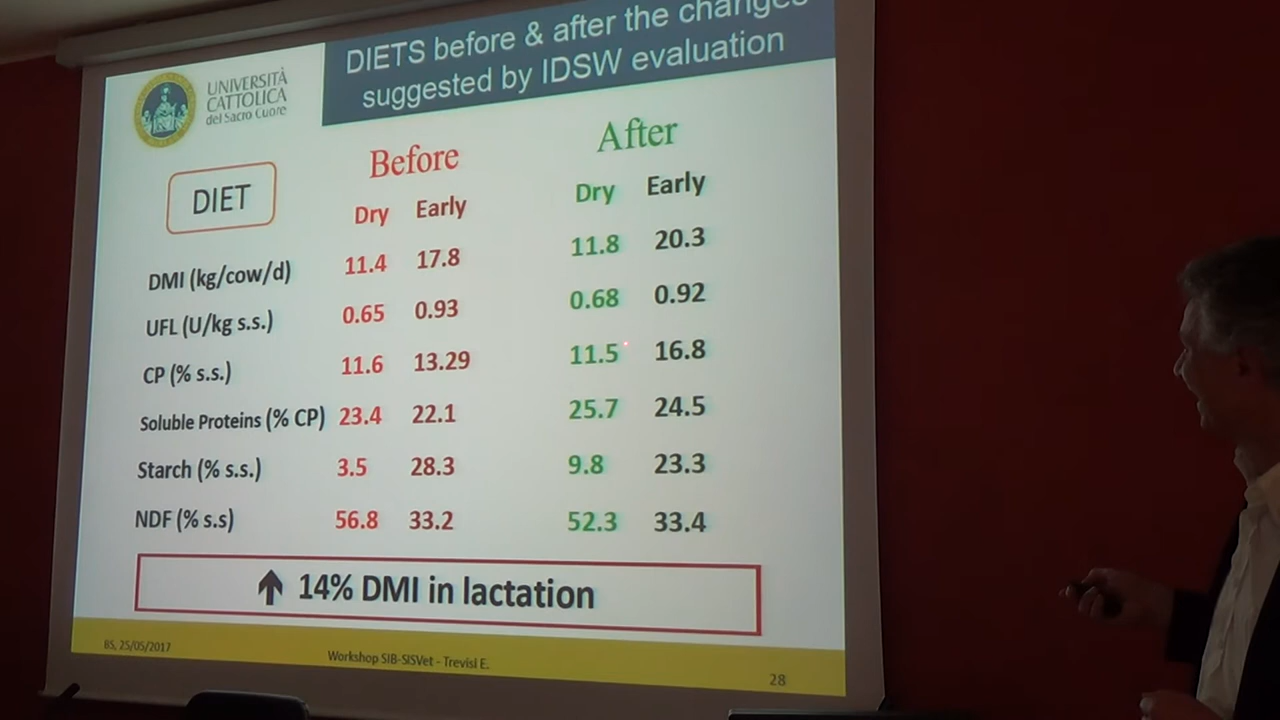 UNIVERSITÀ
CATTOLICA
del Sacro Cuore
DIETS before & after the changes
suggested by IDSW evaluation
DIET
Before
After
Dry Early Dry Early
DMI (kg/cow/d) 11.4 17.8 11.8 20.3
UFL (U/kg s.s.) 0.65 0.93 0.68 0.92
CP (% s.s.) 11.6 13.29 11.5 16.8
Soluble Proteins (% CP) 23.4 22.1 25.7 24.5
Starch (% s.s.) 3.5 28.3 9.8 23.3
NDF (% s.s) 56.8 33.2 52.3 33.4
14% DMI in lactation
BS, 25/05/2017
Workshop SIB-SISVet - Trevisi E.
28